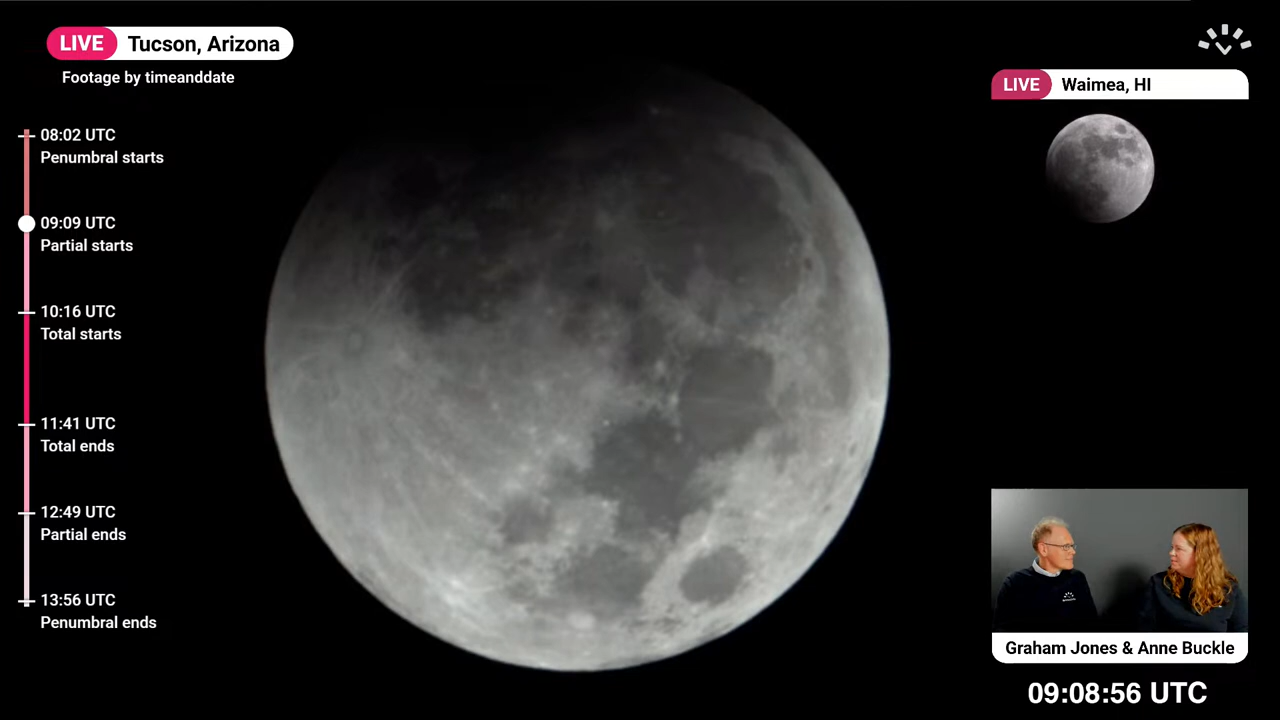 LIVE Tucson, Arizona
Footage by timeanddate
LIVE Waimea, HI
08:02 UTC
Penumbral starts
09:09 UTC
Partial starts
10:16 UTC
Total starts
11:41 UTC
Total ends
12:49 UTC
Partial ends
13:56 UTC
Penumbral ends
Graham Jones & Anne Buckle
09:08:56 UTC